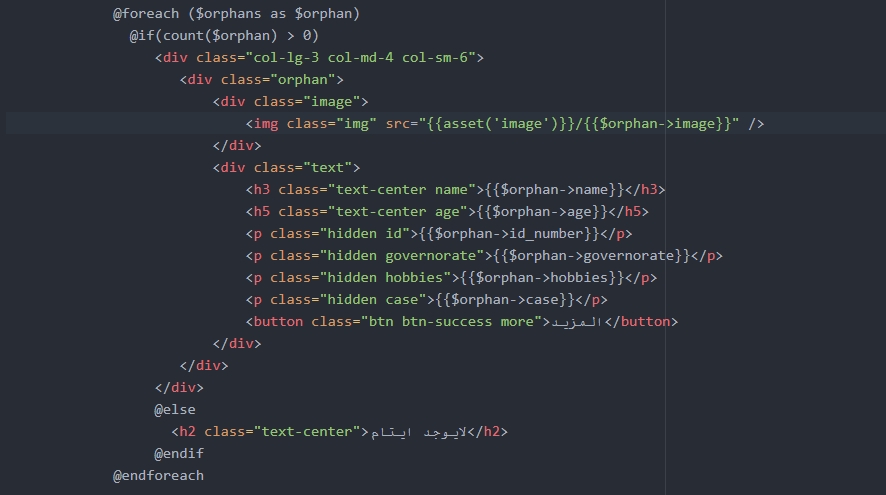 @foreach ($orphans as $orphan)
@if(count($orphan) > 0)
<div class="col-lg-3 col-md-4 col-sm-6">
<div class="orphan">
<div class="image">
<img class="img" src="{{asset('image')}}/{{$orphan->image}}" />
</div>
<div class="text">
<h3 class="text-center name">{{$orphan->name}}</h3>
<h5 class="text-center age">{{$orphan->age}}</h5>
<p class="hidden id">{{$orphan->id_number}}</p>
<p class="hidden governorate">{{$orphan->governorate}}</p>
<p class="hidden hobbies">{{$orphan->hobbies}}</p>
<p class="hidden case">{{$orphan->case}}</p>
<button class="btn btn-success more">المزيد</button>
</div>
</div>
</div>
@else
<h2 class="text-center">لايوجد ايتام</h2>
@endif
@endforeach